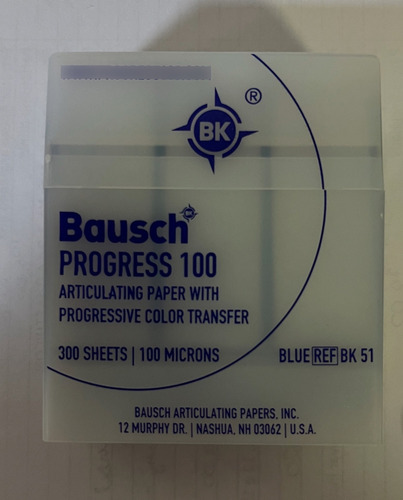 BK ®
Bausch
PROGRESS 100
ARTICULATING PAPER WITH
PROGRESSIVE COLOR TRANSFER
300 SHEETS | 100 MICRONS BLUE REF BK 51
BAUSCH ARTICULATING PAPERS, INC.
12 MURPHY DR. | NASHUA, NH 03062 | U.S.A.